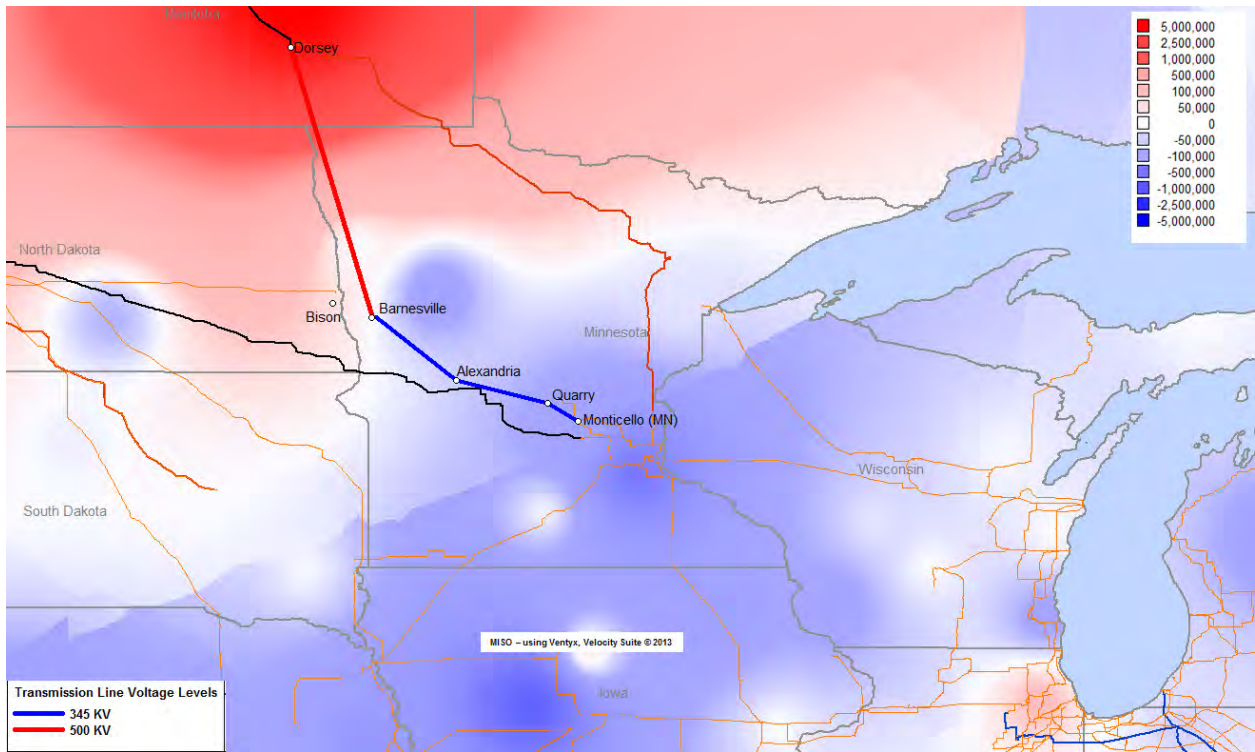 Manitoba
Dorsey
5,000,000
2,500,000
1,000,000
500,000
100,000
50,000
0
-50,000
-100,000
-500,000
-1,000,000
-2,500,000
-5,000,000
North Dakota
Bison
Barnesville
Minnesota
Alexandria
Quarry
Monticello (MN)
Wisconsin
South Dakota
MISO – using Ventyx, Velocity Suite © 2013
Iowa
Transmission Line Voltage Levels
345 KV
500 KV